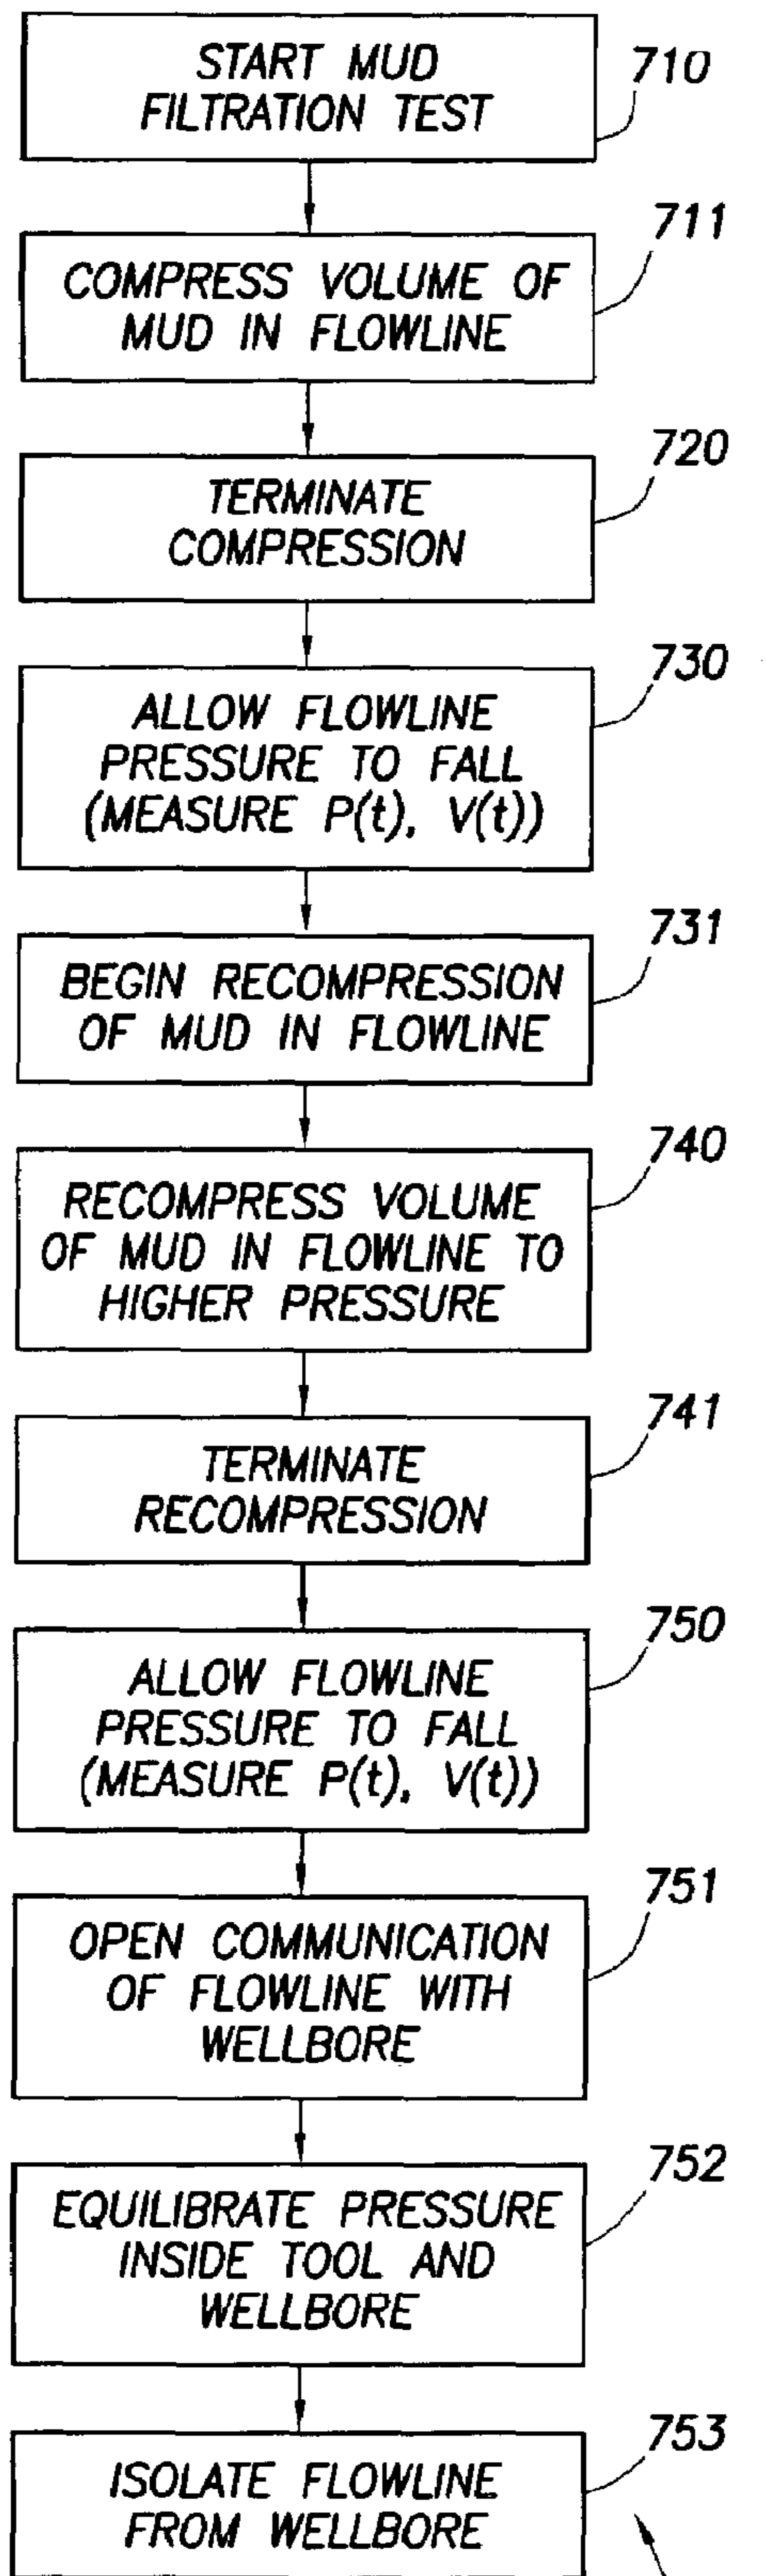 START MUD
FILTRATION TEST
710
COMPRESS VOLUME OF
MUD IN FLOWLINE
711
TERMINATE
COMPRESSION
720
ALLOW FLOWLINE
PRESSURE TO FALL
(MEASURE P(t), V(t))
730
BEGIN RECOMPRESSION
OF MUD IN FLOWLINE
731
RECOMPRESS VOLUME
OF MUD IN FLOWLINE TO
HIGHER PRESSURE
740
TERMINATE
RECOMPRESSION
741
ALLOW FLOWLINE
PRESSURE TO FALL
(MEASURE P(t), V(t))
750
OPEN COMMUNICATION
OF FLOWLINE WITH
WELLBORE
751
EQUILIBRATE PRESSURE
INSIDE TOOL AND
WELLBORE
752
ISOLATE FLOWLINE
FROM WELLBORE
753